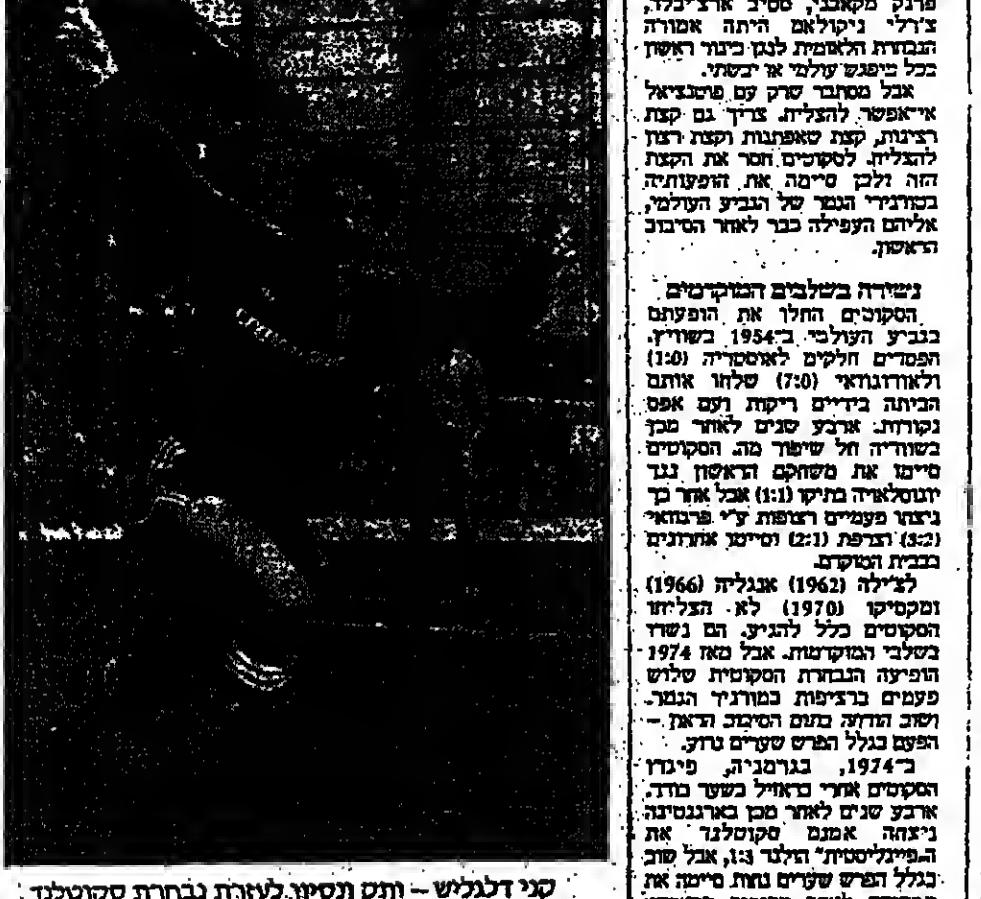 פרנק מקאבני, סטיב ארצ׳יבלד,
צ׳רלי ניקולאס היתה אמורה
הנבחרת הלאומית לנגן כינור ראשון
בכל מיפגש עולמי או יבשתי.
אבל מסתבר שרק עם פוטנציאל
אי־אפשר להצליח. צריך גם קצת
רצינות, קצת שאפתנות וקצת רצון
להצליח. לסקוטים חסר את הקצת
הזה ולכן סיימה את הופעותיה
בטורנירי הגמר של הגביע העולמי,
אליהם העפילה כבר לאחר הסיבוב
הראשון.
נשירה בשלבים המוקדמים
הסקוטים החלו את הופעתם
בגביע העולמי ב־1954 בשוויץ.
הפסדים חלקים לאוסטריה (1:0)
ולאורוגוואי (7:0) שלחו אותם
הביתה בידיים ריקות ועם אפס
נקודות. ארבע שנים לאחר מכן
בשוודיה חל שיפור מה. הסקוטים
סיימו את משחקם הראשון נגד
יוגוסלאויה בתיקו (1:1) אבל אחר כך
ניצחו פעמיים רצופות ע״י פרגוואי
(3:2) וצרפת (2:1) וסיימו אחרונים
בבית המוקדם.
לצ׳ילה (1962) אנגליה (1966)
ומקסיקו (1970) לא הצליחו
הסקוטים כלל להגיע. הם נשרו
בשלבי המוקדמות. אבל מאז 1974
הופיעה הנבחרת הסקוטית שלוש
פעמים ברציפות בטורניר הגמר.
ושוב הודחה בתום הסיבוב הראון –
הפעם בגלל הפרש שערים גרוע.
ב־1974, בגרמניה, פיגרו
הסקוטים אחרי בראזיל בשער בודד.
ארבע שנים לאחר מכן בארגנטינה
ניצחה אמנם סקוטלנד את
ה„פיינליסטית" הולנד 3:1, אבל שוב
בגלל הפרש שערים נחות סיימה את
קני דלגליש – ותק ונסיון לעזרת נבחרת סקוטלנד